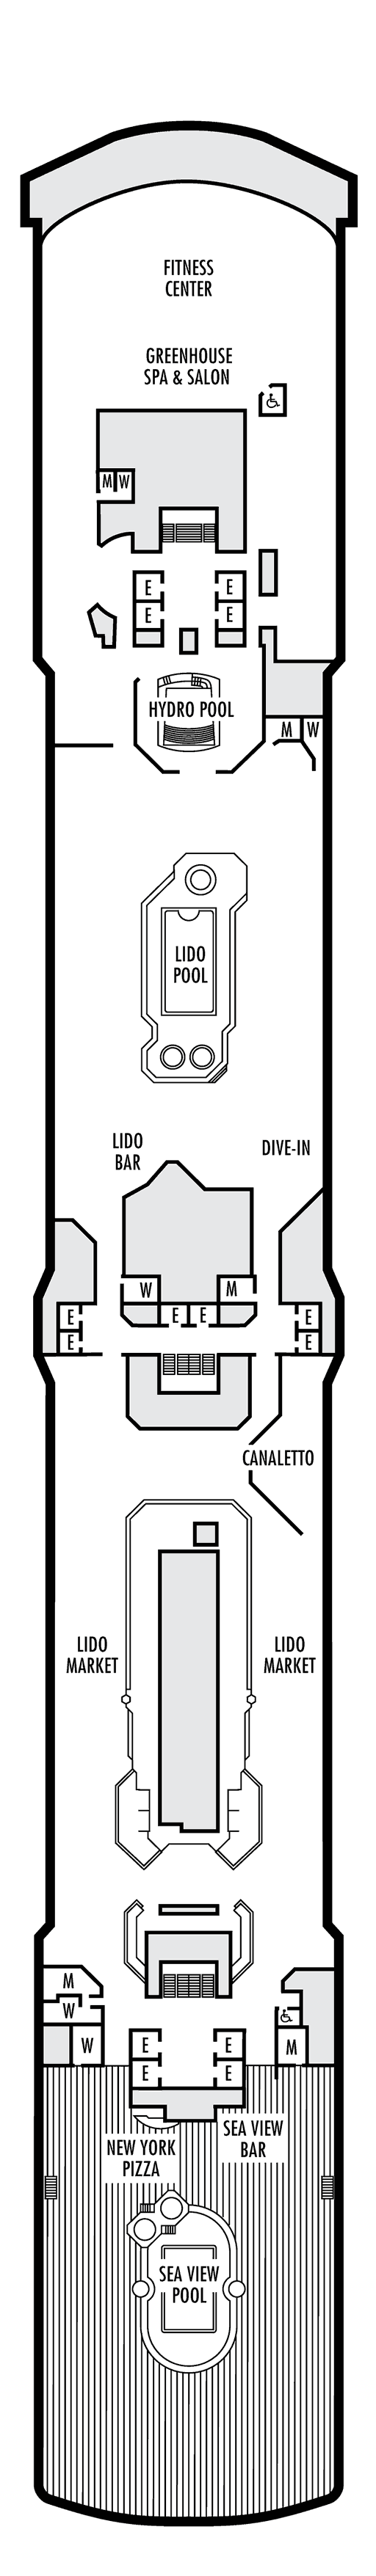 FITNESS
CENTER
GREENHOUSE
SPA & SALON
M W
E E
E E
HYDRO POOL
M W
LIDO
POOL
LIDO
BAR
DIVE-IN
W M
E E E E
E E
CANALETTO
LIDO
MARKET
LIDO
MARKET
M
W
W E E M
E E
SEA VIEW
BAR
NEW YORK
PIZZA
SEA VIEW
POOL